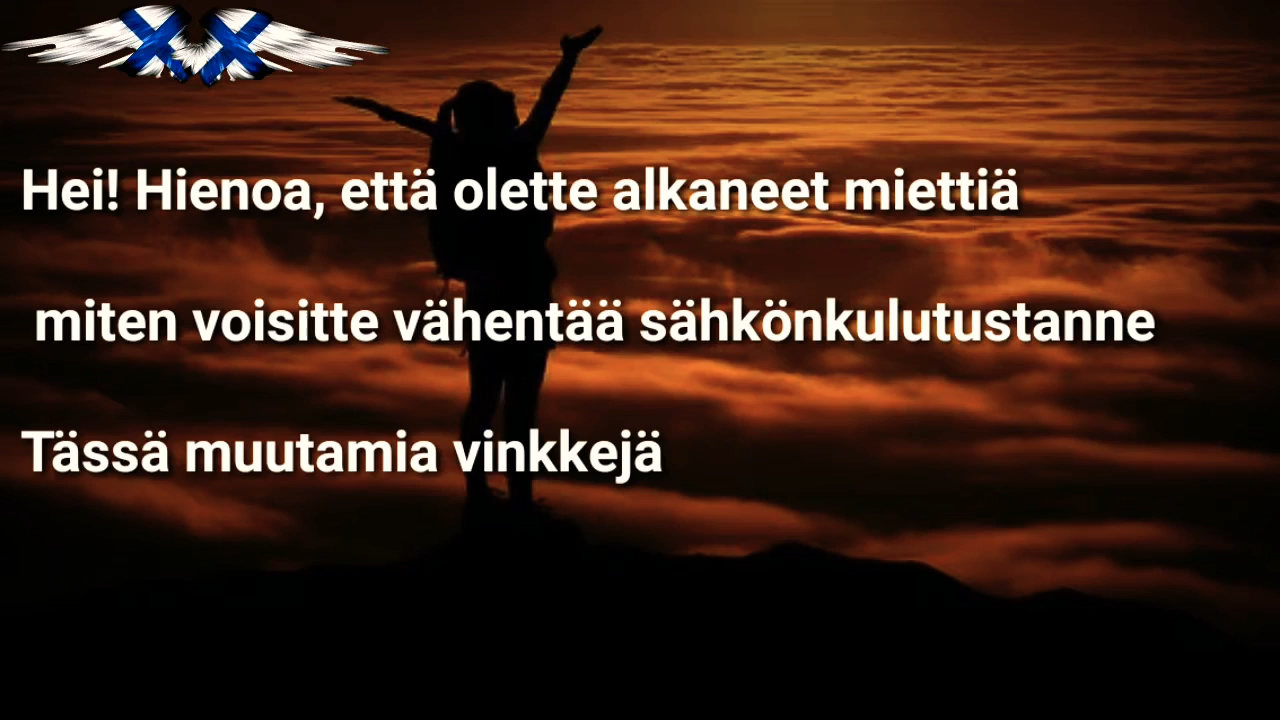 Hei! Hienoa, että olette alkaneet miettiä
miten voisitte vähentää sähkönkulutustanne
Tässä muutamia vinkkejä